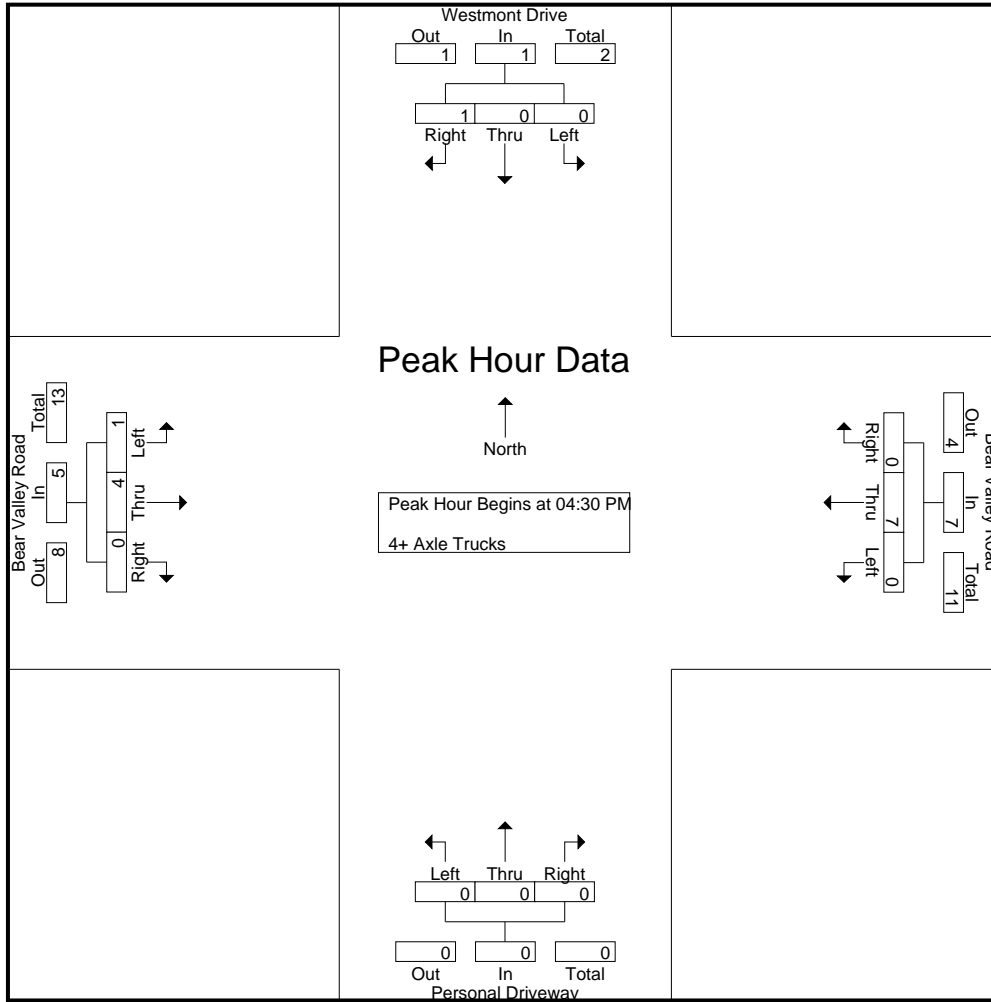 Westmont Drive
Out In Total
1 1 2
1 0 0
Right Thru Left
Peak Hour Data
North
Peak Hour Begins at 04:30 PM
4+ Axle Trucks
Bear Valley Road
Out In Total
8 5 13
Left Thru Right
1 4 0
Bear Valley Road
Out In Total
4 7 11
Right Thru Left
0 7 0
Left Thru Right
0 0 0
0 0 0
Out In Total
Personal Driveway